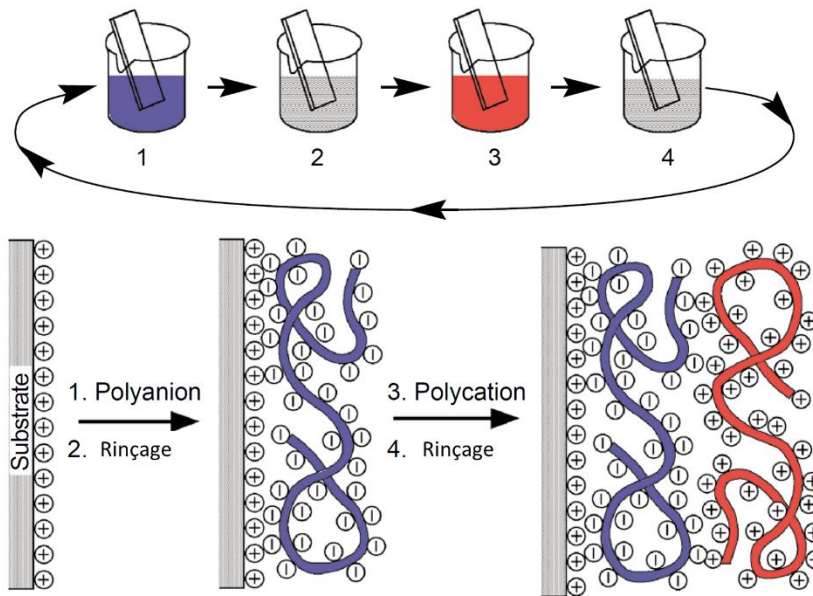 1
2
3
4
Substrate
1. Polyanion
2. Rinçage
3. Polycation
4. Rinçage